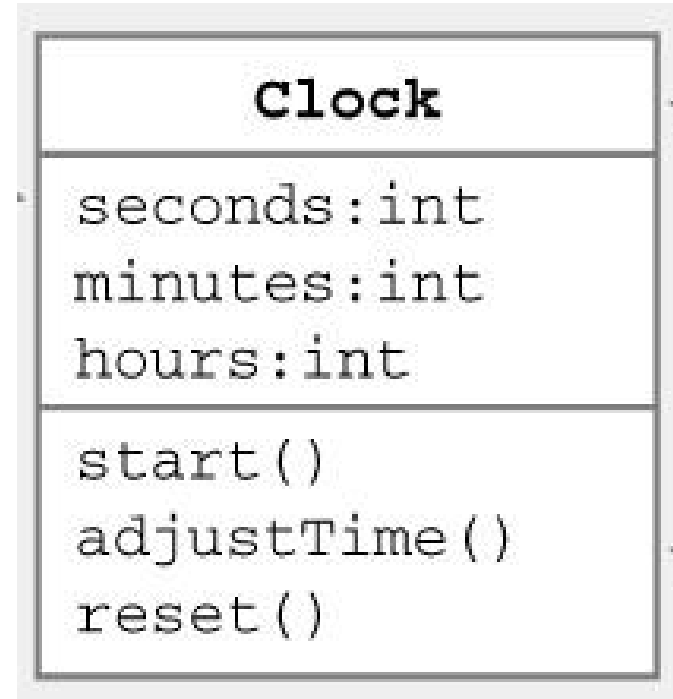 Clock
seconds:int
minutes:int
hours:int
start()
adjustTime()
reset()